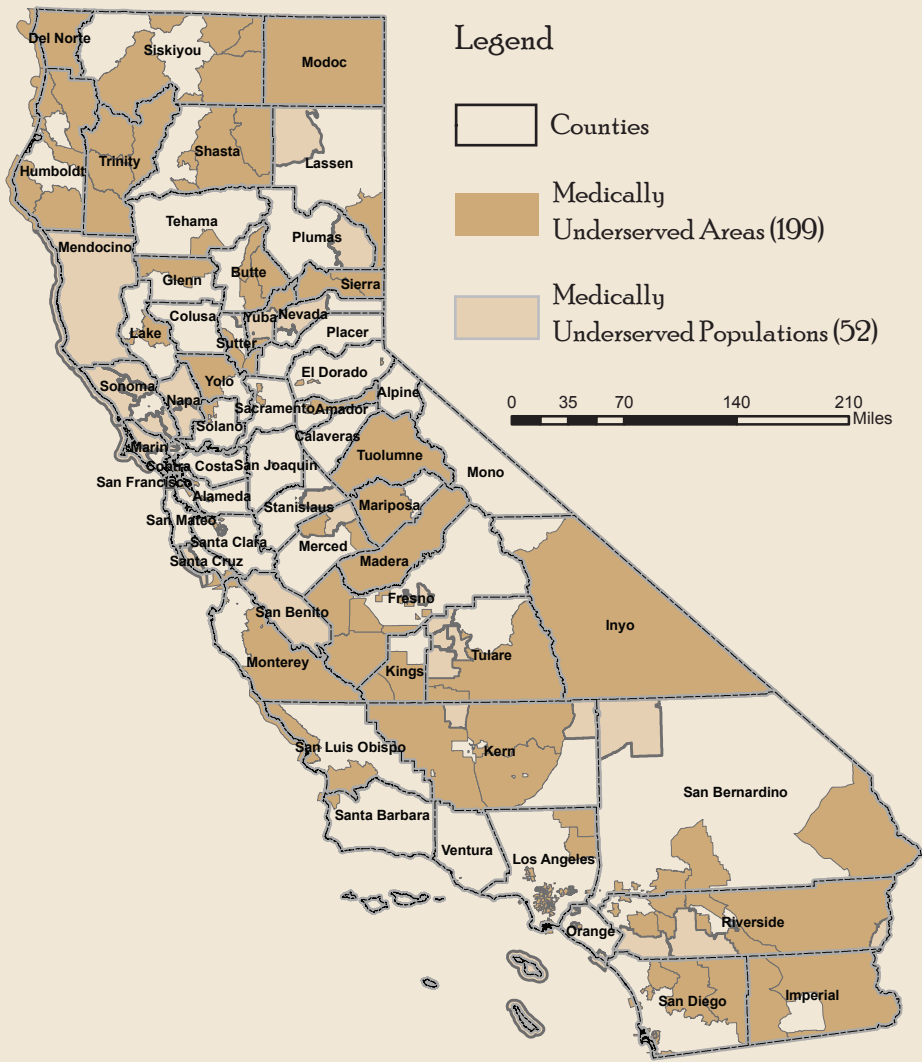 Legend
Counties
Medically
Underserved Areas (199)
Medically
Underserved Populations (52)
0 35 70 140 210
Miles
Del Norte
Siskiyou
Modoc
Humboldt
Trinity
Shasta
Lassen
Tehama
Plumas
Mendocino
Glenn
Butte
Sierra
Lake
Colusa
Yuba
Nevada
Sutter
Placer
El Dorado
Sonoma
Napa
Yolo
Sacramento
Amador
Alpine
Solano
Calaveras
Marin
Contra Costa
San Joaquin
Tuolumne
Mono
San Francisco
Alameda
Stanislaus
Mariposa
San Mateo
Santa Clara
Merced
Madera
Santa Cruz
Fresno
San Benito
Inyo
Monterey
Kings
Tulare
San Luis Obispo
Kern
San Bernardino
Santa Barbara
Ventura
Los Angeles
Orange
Riverside
San Diego
Imperial